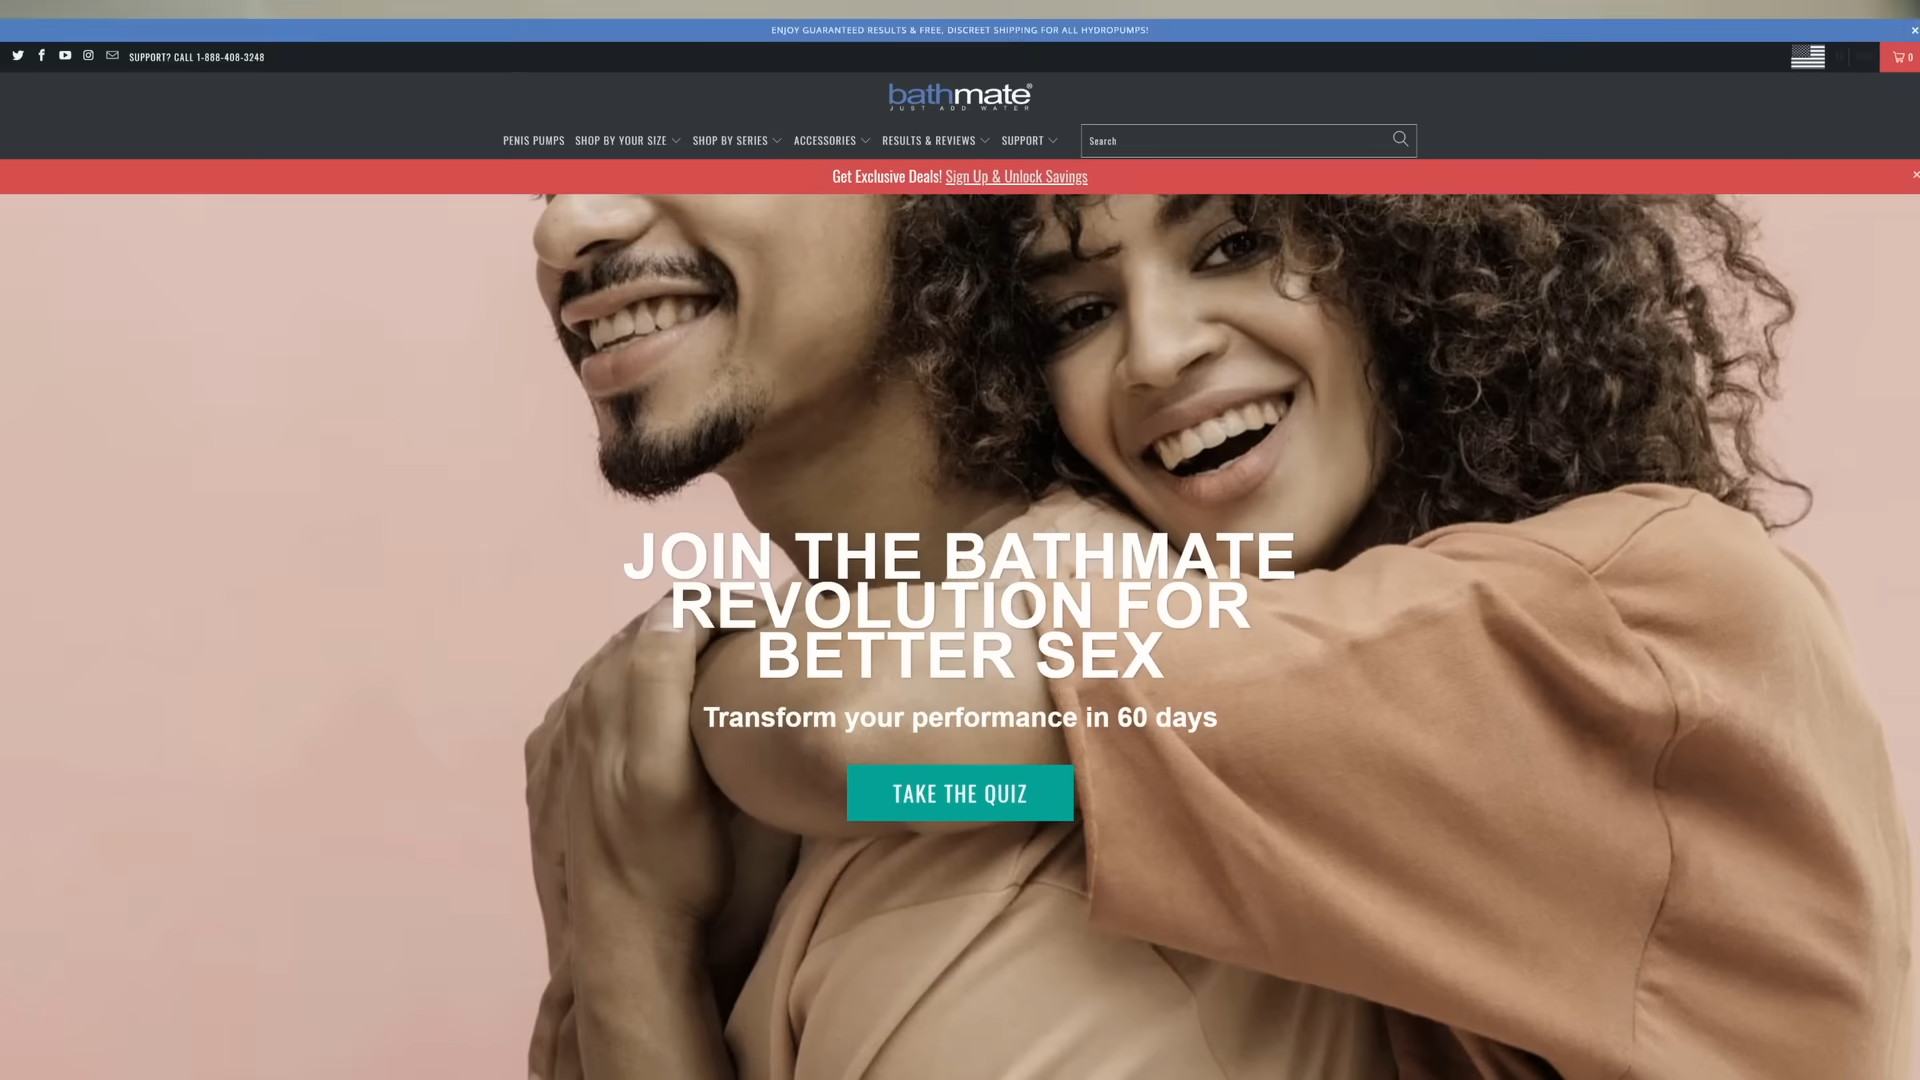 ENJOY GUARANTEED RESULTS & FREE, DISCREET SHIPPING FOR ALL HYDROPUMPS!
SUPPORT? CALL 1-888-408-3248
0
bathmate®
JUST ADD WATER
PENIS PUMPS SHOP BY YOUR SIZE SHOP BY SERIES ACCESSORIES RESULTS & REVIEWS SUPPORT Search
Get Exclusive Deals! Sign Up & Unlock Savings
JOIN THE BATHMATE
REVOLUTION FOR
BETTER SEX
Transform your performance in 60 days
TAKE THE QUIZ